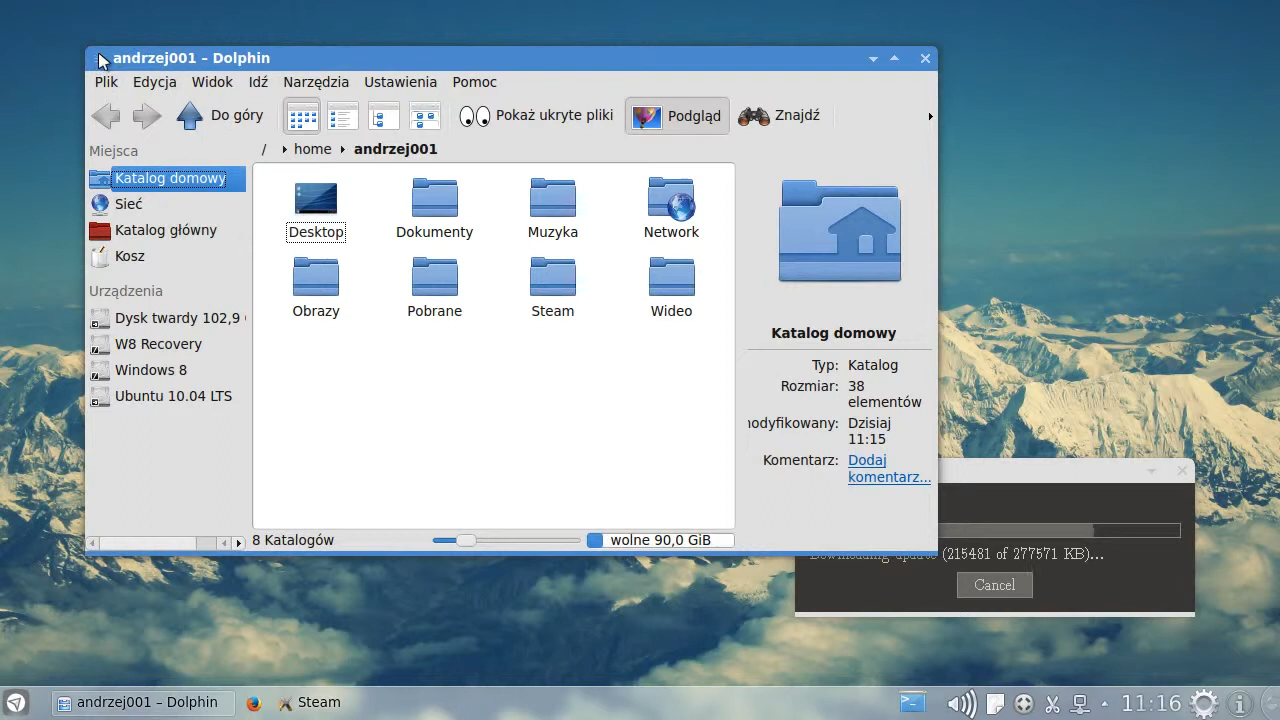 andrzej001 – Dolphin
Plik Edycja Widok Idź Narzędzia Ustawienia Pomoc
Do góry Pokaż ukryte pliki Podgląd Znajdź
Miejsca
Katalog domowy
Sieć
Katalog główny
Kosz
Urządzenia
Dysk twardy 102,9
W8 Recovery
Windows 8
Ubuntu 10.04 LTS
/ home andrzej001
Desktop Dokumenty Muzyka Network
Obrazy Pobrane Steam Wideo
8 Katalogów
wolne 90,0 GiB
Katalog domowy
Typ: Katalog
Rozmiar: 38
elementów
modyfikowany: Dzisiaj
11:15
Komentarz: Dodaj
komentarz...
Downloading update (215481 of 277571 KB)...
Cancel
andrzej001 – Dolphin
Steam
11:16